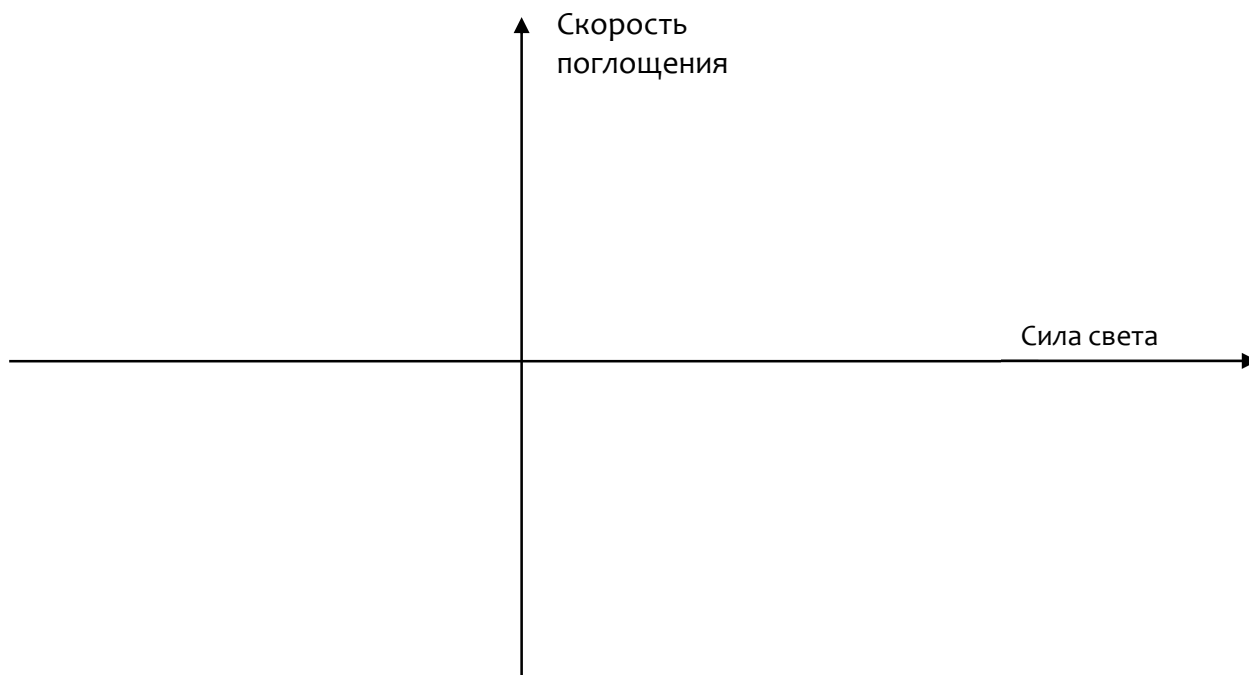 Скорость
поглощения
Сила света